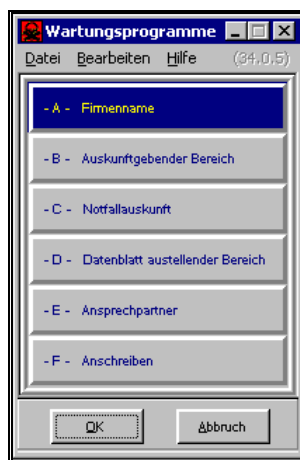 Wartungsprogramme
Datei Bearbeiten Hilfe (34.0.5)
- A - Firmenname
- B - Auskunftgebender Bereich
- C - Notfallauskunft
- D - Datenblatt austellender Bereich
- E - Ansprechpartner
- F - Anschreiben
OK Abbruch